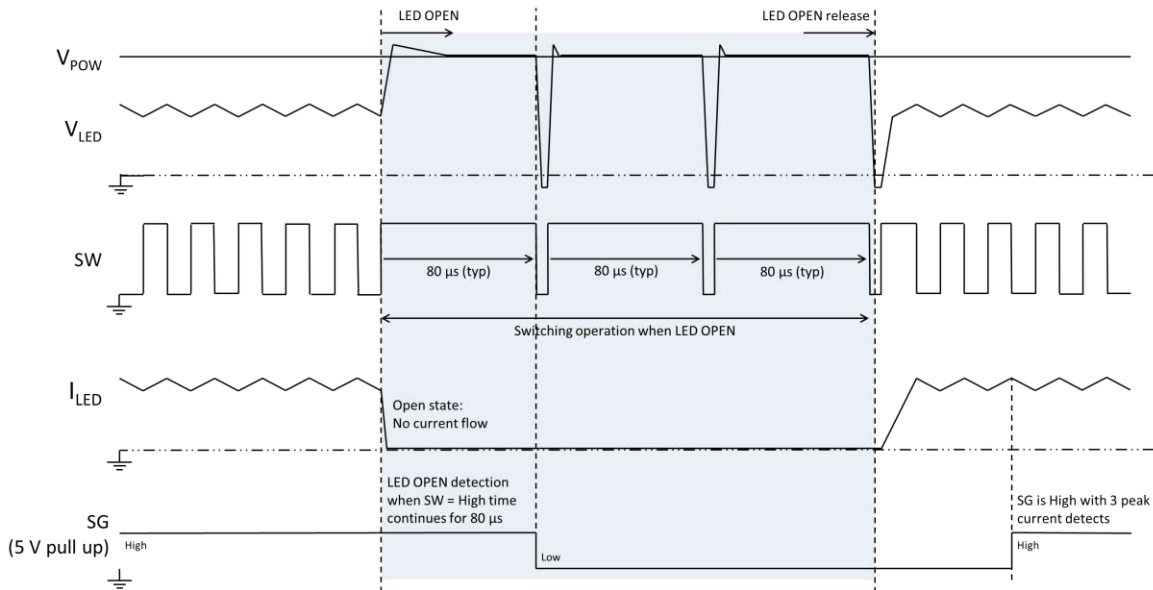 LED OPEN
LED OPEN release
VPOW
VLED
SW
80 µs (typ)
80 µs (typ)
80 µs (typ)
Switching operation when LED OPEN
ILED
Open state:
No current flow
LED OPEN detection
when SW = High time
continues for 80 µs
SG is High with 3 peak
current detects
SG
(5 V pull up)
High
Low
High